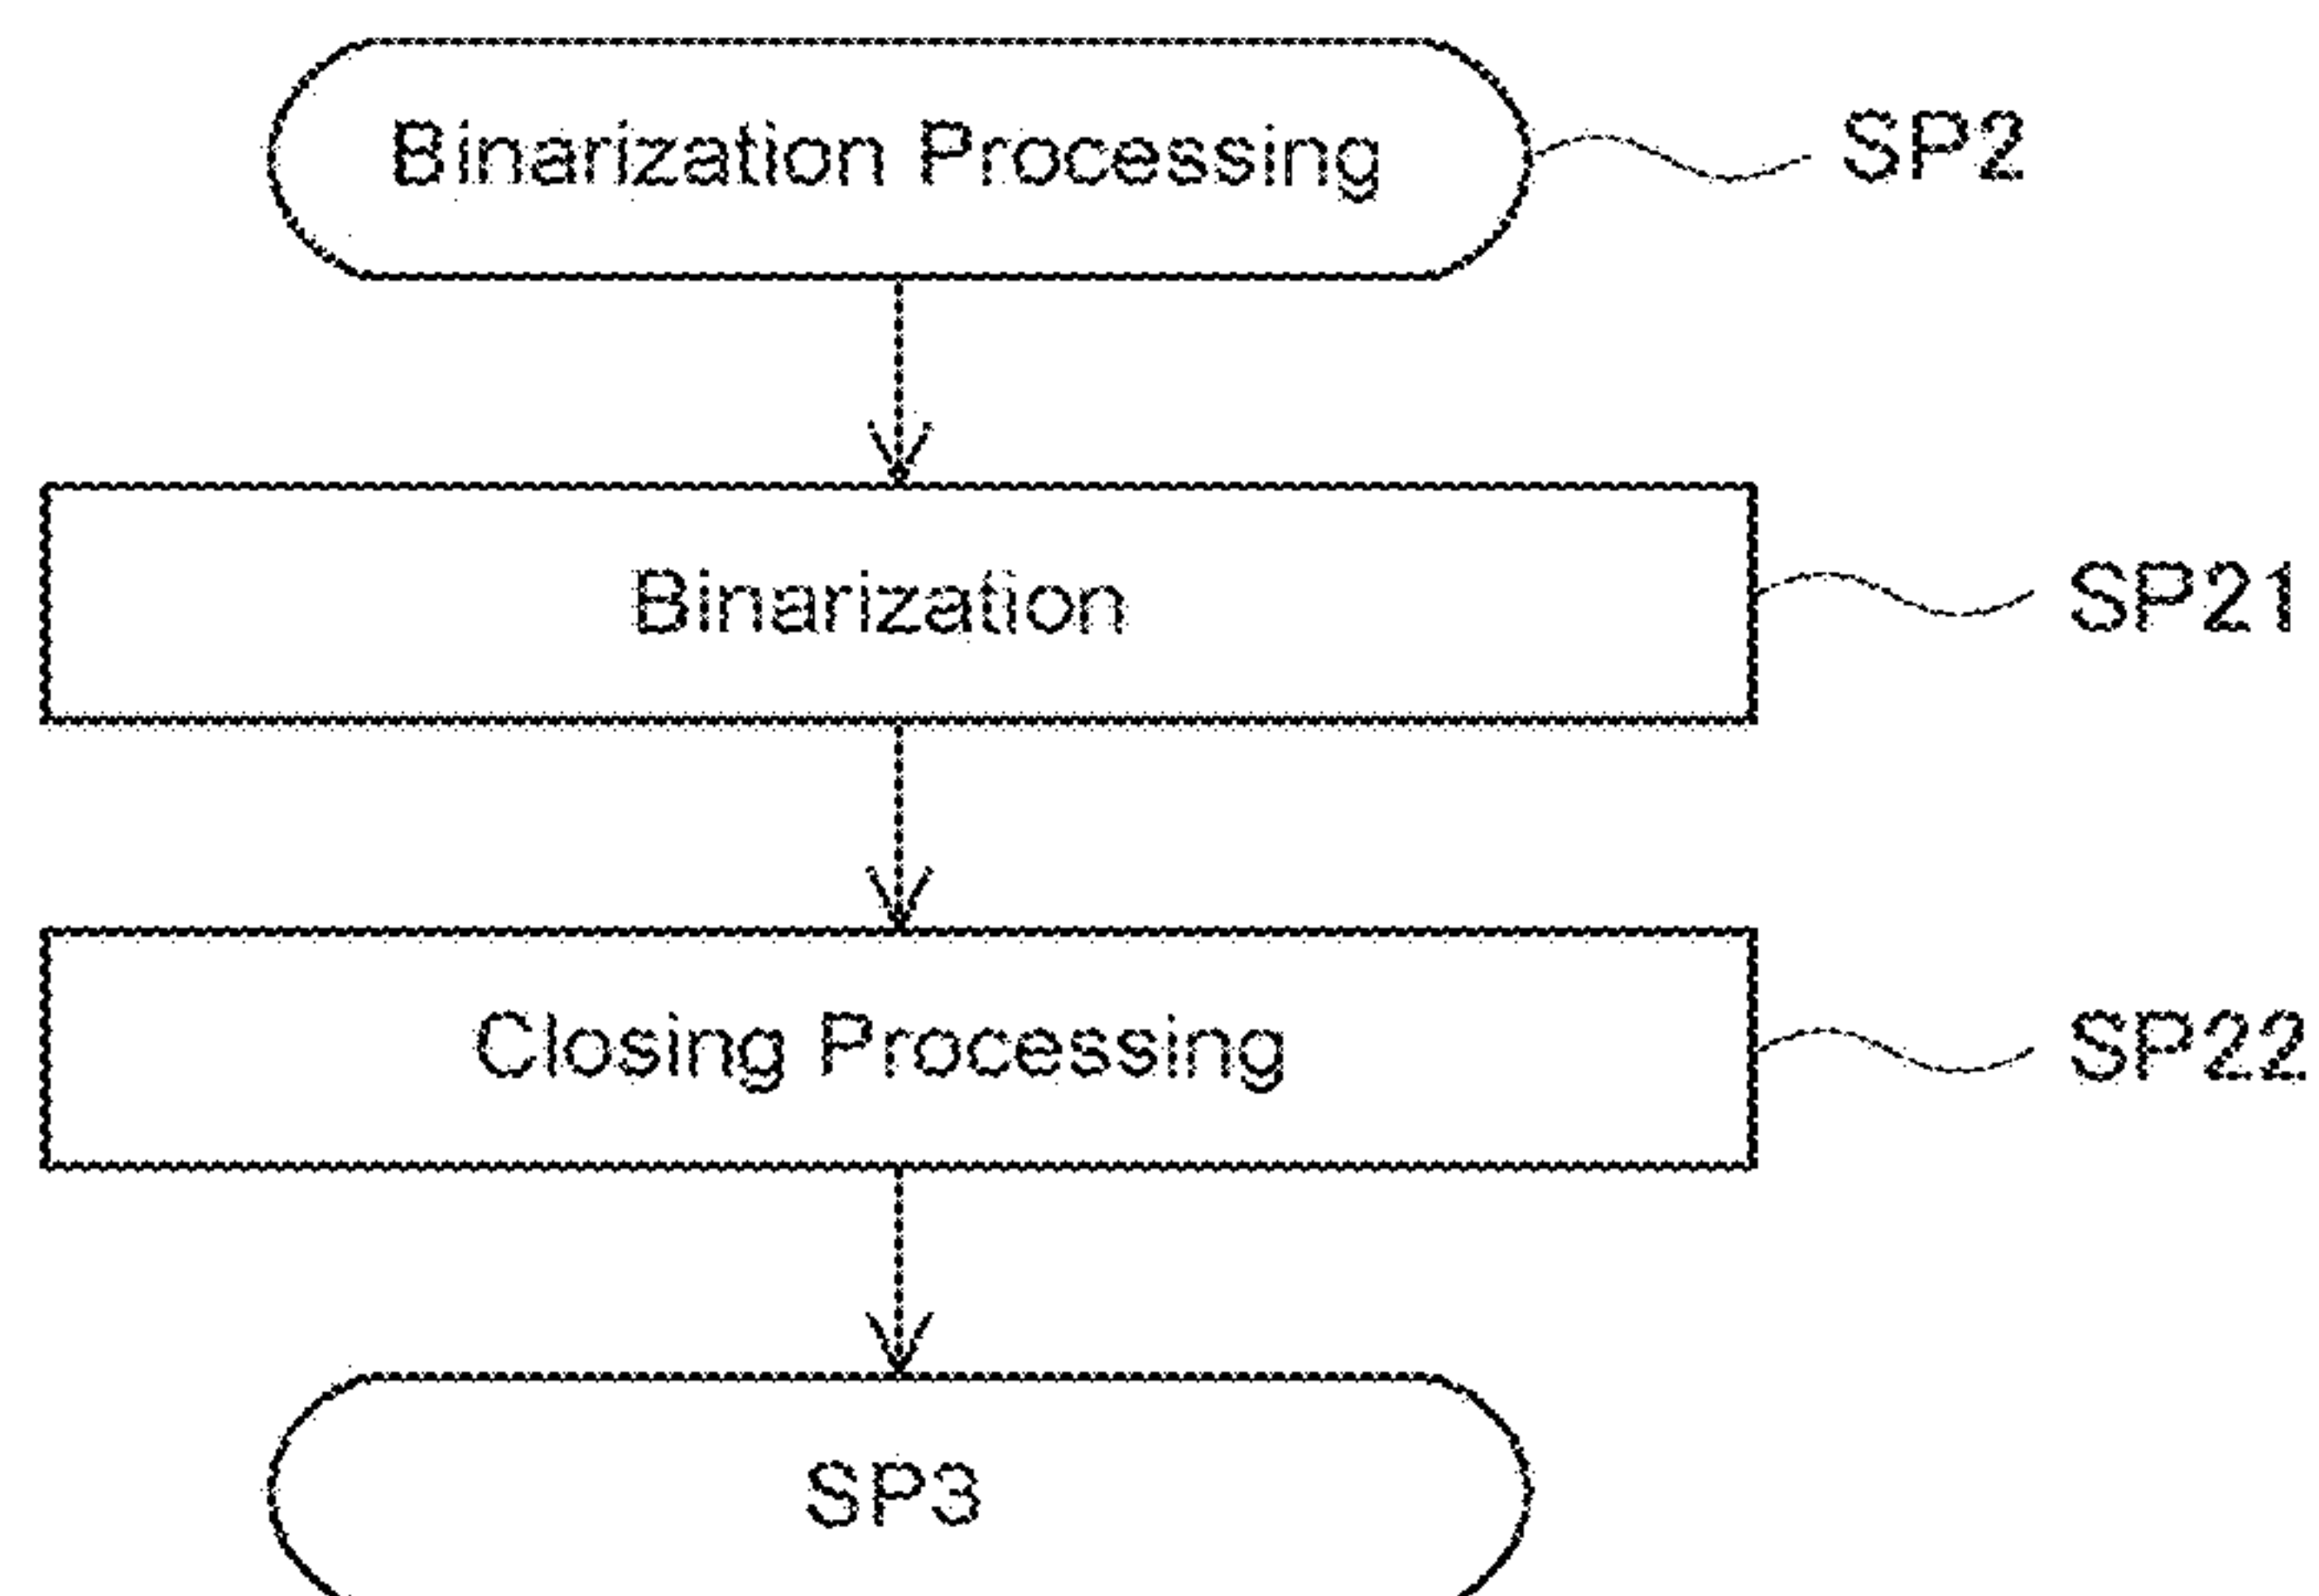 Binarization Processing SP2
Binarization SP21
Closing Processing SP22
SP3